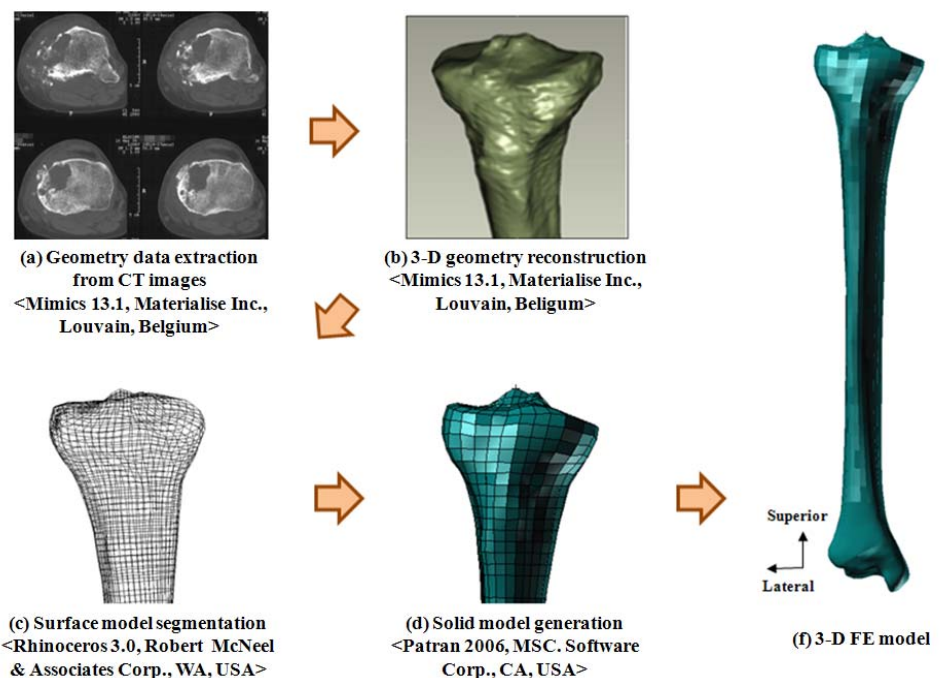 (a) Geometry data extraction
from CT images
<Mimics 13.1, Materialise Inc.,
Louvain, Belgium>
(b) 3-D geometry reconstruction
<Mimics 13.1, Materialise Inc.,
Louvain, Beligum>
(c) Surface model segmentation
<Rhinoceros 3.0, Robert McNeel
& Associates Corp., WA, USA>
(d) Solid model generation
<Patran 2006, MSC. Software
Corp., CA, USA>
Superior
Lateral
(f) 3-D FE model